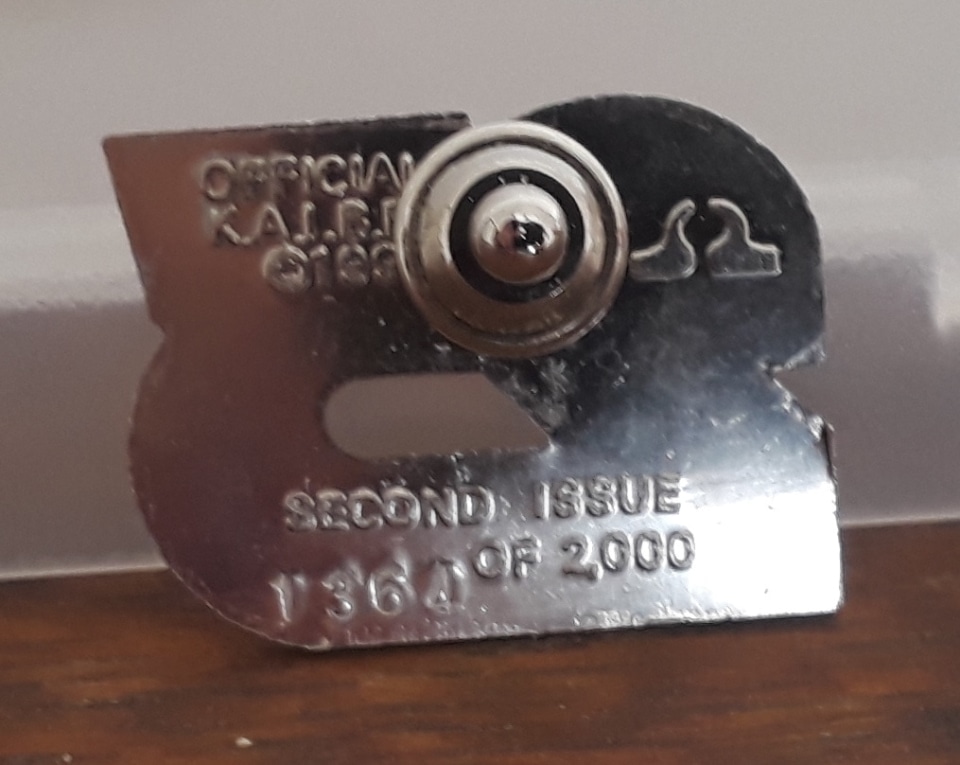 OFFICIAL
SECOND ISSUE
1364 OF 2,000